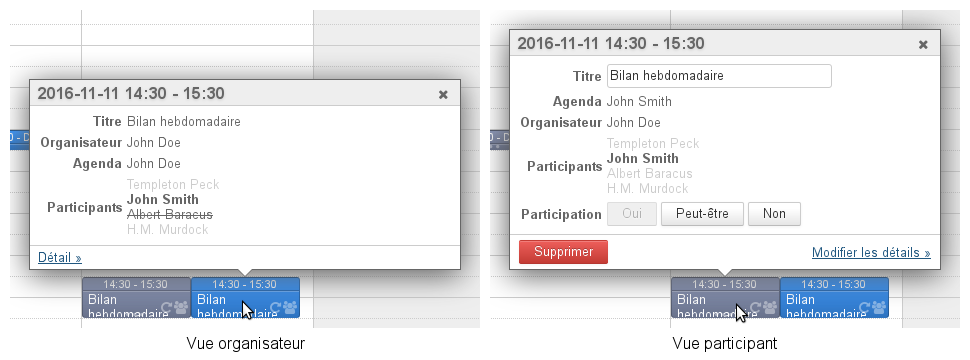 2016-11-11 14:30 - 15:30
Titre Bilan hebdomadaire
Organisateur John Doe
Agenda John Doe
Templeton Peck
Participants John Smith
Albert Baracus
H.M. Murdock
Détail »
14:30 - 15:30
Bilan
hebdomadaire
14:30 - 15:30
Bilan
hebdomadaire
Vue organisateur
2016-11-11 14:30 - 15:30
Titre Bilan hebdomadaire
Agenda John Smith
Organisateur John Doe
Templeton Peck
Participants John Smith
Albert Baracus
H.M. Murdock
Participation Oui Peut-être Non
Supprimer Modifier les détails »
14:30 - 15:30
Bilan
hebdomadaire
14:30 - 15:30
Bilan
hebdomadaire
Vue participant